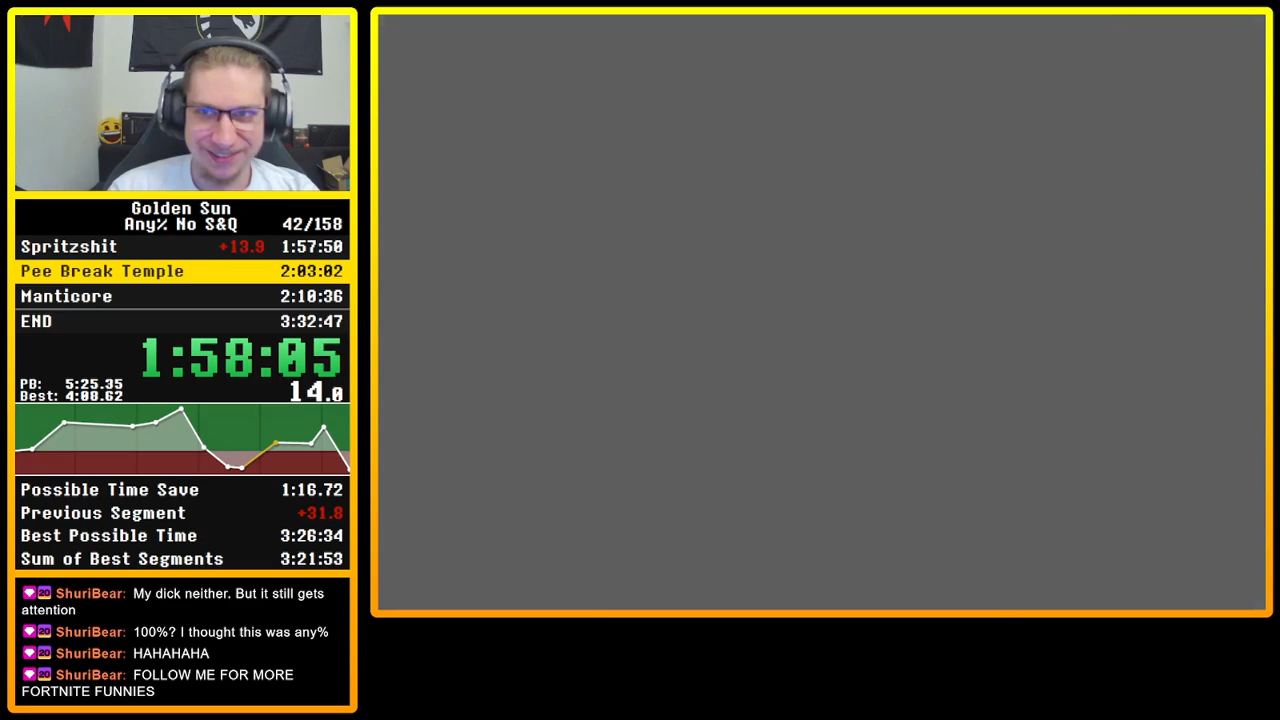 Golden Sun
Any% No S&Q 42/158
Spritzshit +13.9 1:57:50
Pee Break Temple 2:03:02
Manticore 2:10:36
END 3:32:47
1:58:05
PB: 5:25.35
Best: 4:08.62
14.0
Possible Time Save 1:16.72
Previous Segment +31.8
Best Possible Time 3:26:34
Sum of Best Segments 3:21:53
20 ShuriBear: My dick neither. But it still gets
attention
20 ShuriBear: 100%? I thought this was any%
20 ShuriBear: HAHAHAHA
20 ShuriBear: FOLLOW ME FOR MORE
FORTNITE FUNNIES